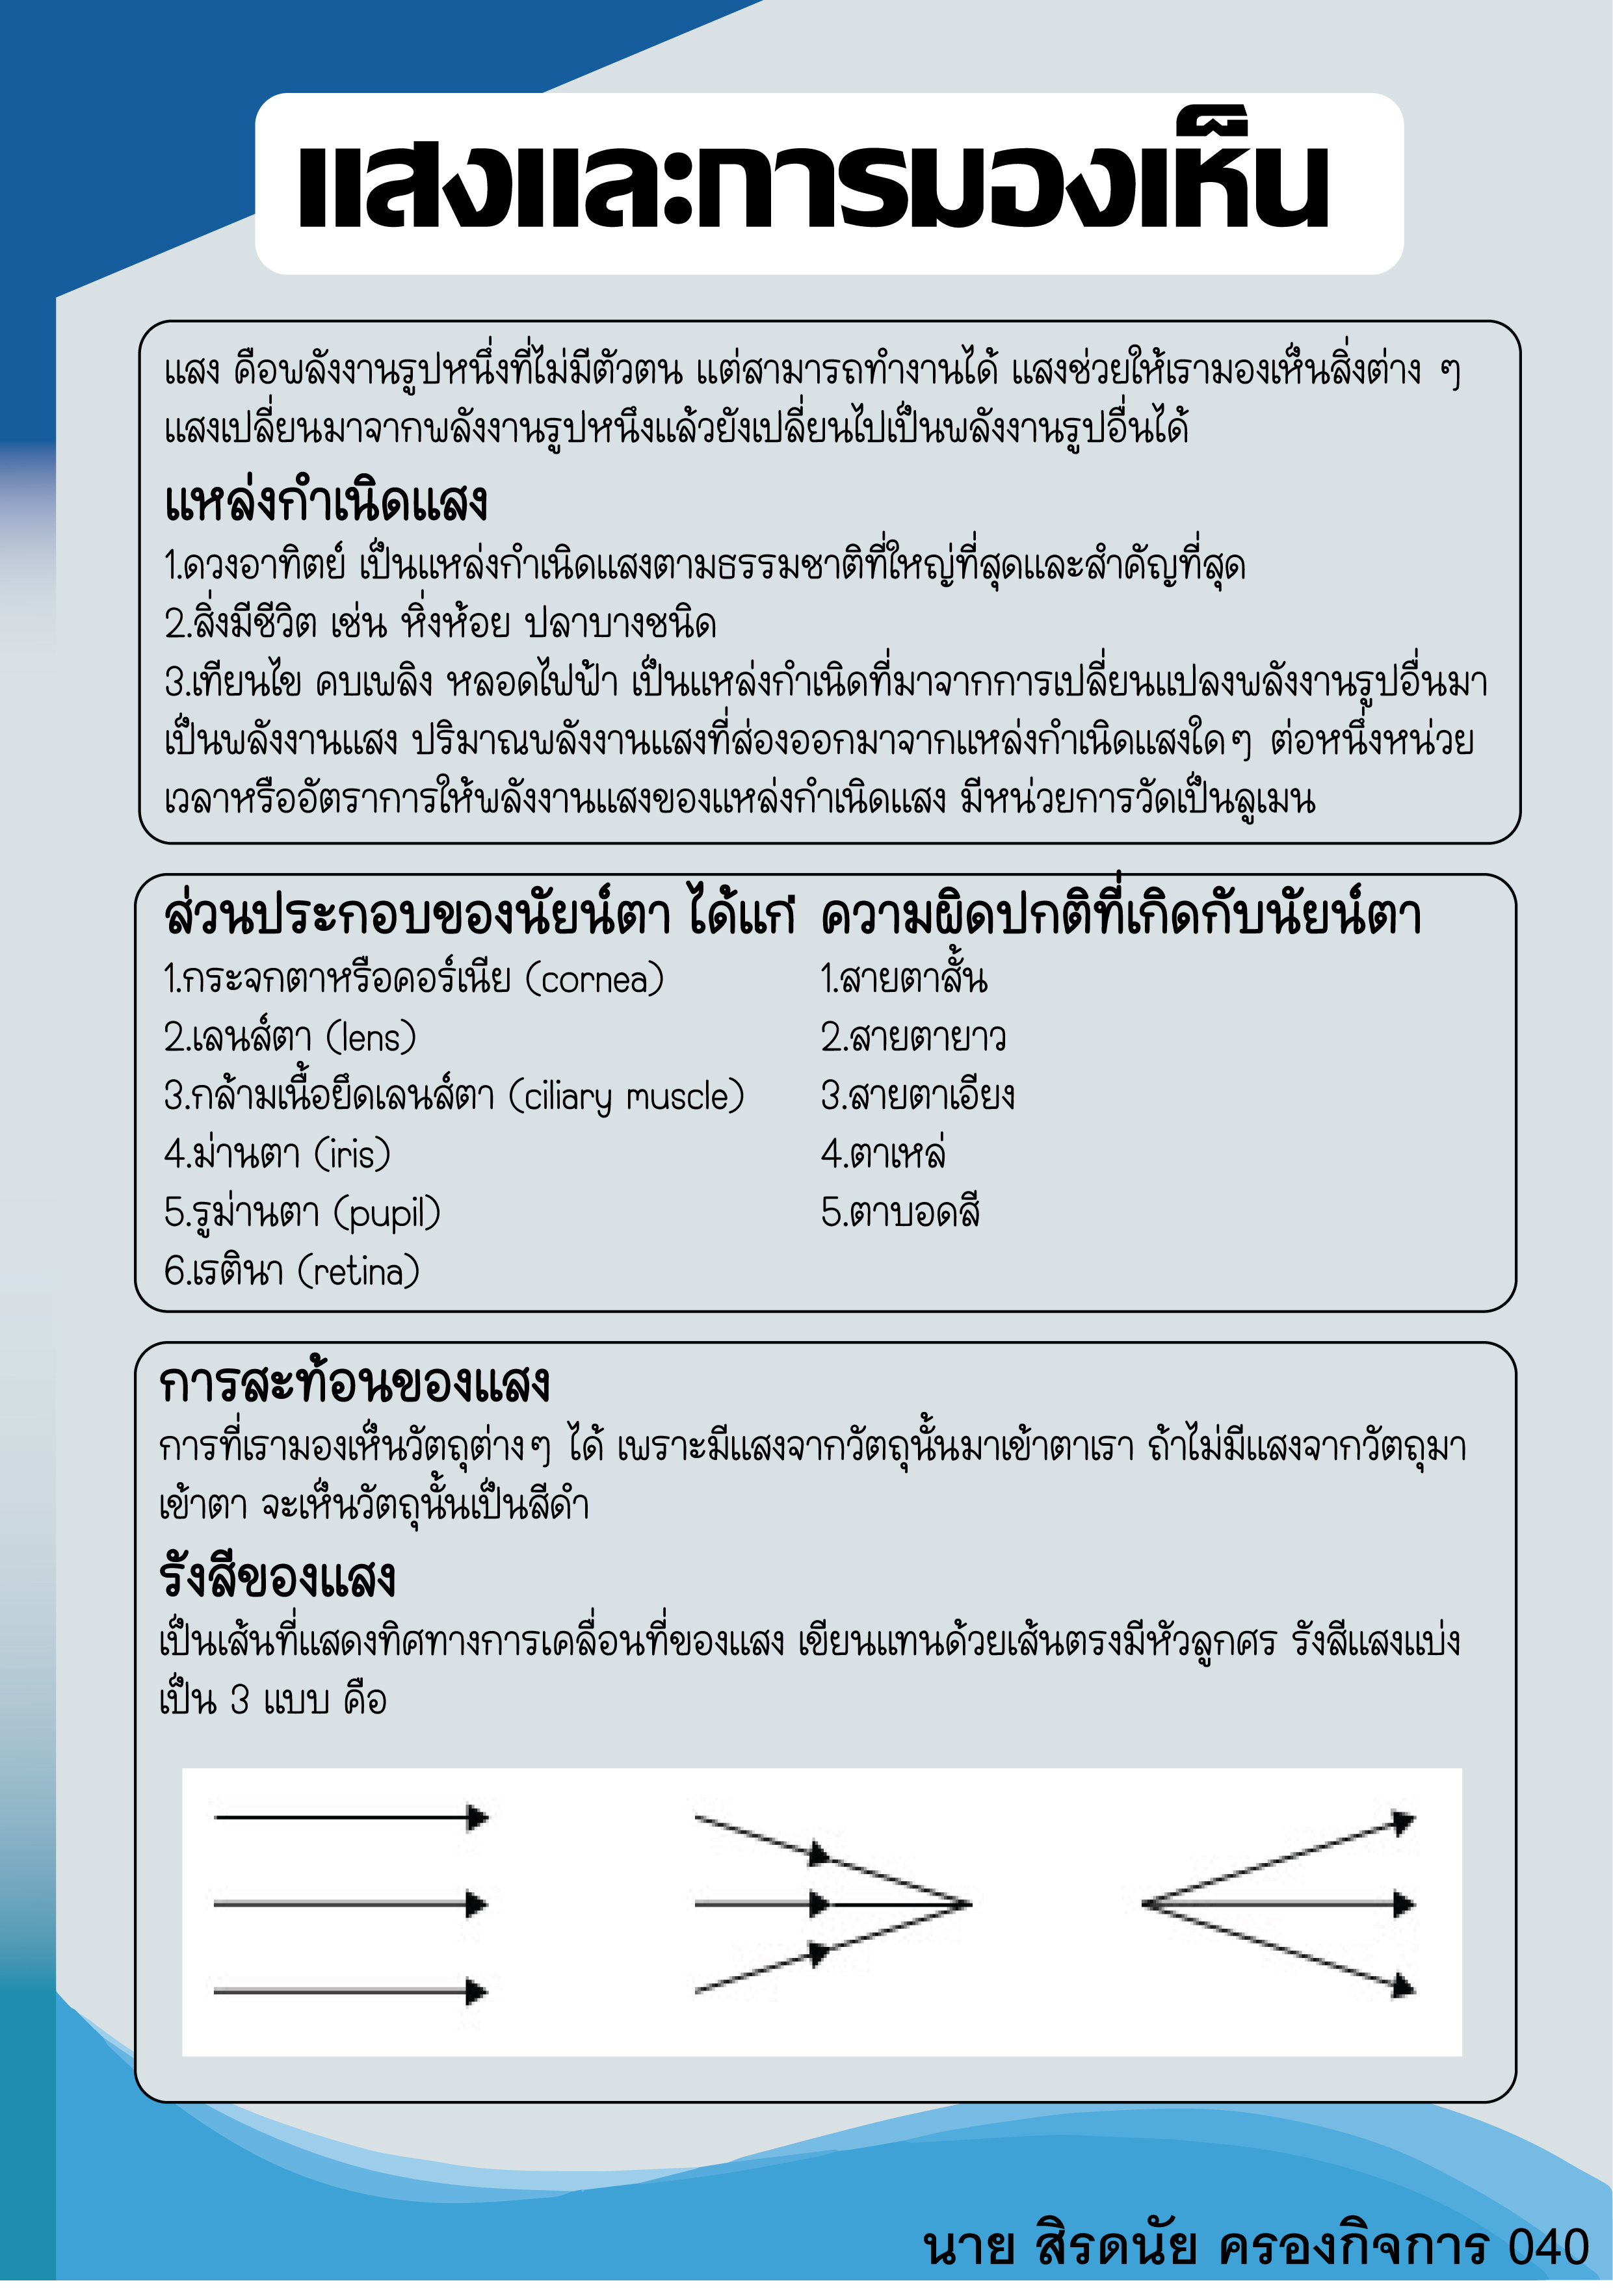 แสงและการมองเห็น
แสง คือพลังงานรูปหนึ่งที่ไม่มีตัวตน แต่สามารถทำงานได้ แสงช่วยให้เรามองเห็นสิ่งต่าง ๆ
แสงเปลี่ยนมาจากพลังงานรูปหนึงแล้วยังเปลี่ยนไปเป็นพลังงานรูปอื่นได้
แหล่งกำเนิดแสง
1.ดวงอาทิตย์ เป็นแหล่งกำเนิดแสงตามธรรมชาติที่ใหญ่ที่สุดและสำคัญที่สุด
2.สิ่งมีชีวิต เช่น หิ่งห้อย ปลาบางชนิด
3.เทียนไข คบเพลิง หลอดไฟฟ้า เป็นแหล่งกำเนิดที่มาจากการเปลี่ยนแปลงพลังงานรูปอื่นมา
เป็นพลังงานแสง ปริมาณพลังงานแสงที่ส่องออกมาจากแหล่งกำเนิดแสงใดๆ ต่อหนึ่งหน่วย
เวลาหรืออัตราการให้พลังงานแสงของแหล่งกำเนิดแสง มีหน่วยการวัดเป็นลูเมน
ส่วนประกอบของนัยน์ตา ได้แก่
1.กระจกตาหรือคอร์เนีย (cornea)
2.เลนส์ตา (lens)
3.กล้ามเนื้อยึดเลนส์ตา (ciliary muscle)
4.ม่านตา (iris)
5.รูม่านตา (pupil)
6.เรตินา (retina)
ความผิดปกติที่เกิดกับนัยน์ตา
1.สายตาสั้น
2.สายตายาว
3.สายตาเอียง
4.ตาเหล่
5.ตาบอดสี
การสะท้อนของแสง
การที่เรามองเห็นวัตถุต่างๆ ได้ เพราะมีแสงจากวัตถุนั้นมาเข้าตาเรา ถ้าไม่มีแสงจากวัตถุมา
เข้าตา จะเห็นวัตถุนั้นเป็นสีดำ
รังสีของแสง
เป็นเส้นที่แสดงทิศทางการเคลื่อนที่ของแสง เขียนแทนด้วยเส้นตรงมีหัวลูกศร รังสีแสงแบ่ง
เป็น 3 แบบ คือ
นาย สิรดนัย ครองกิจการ 040